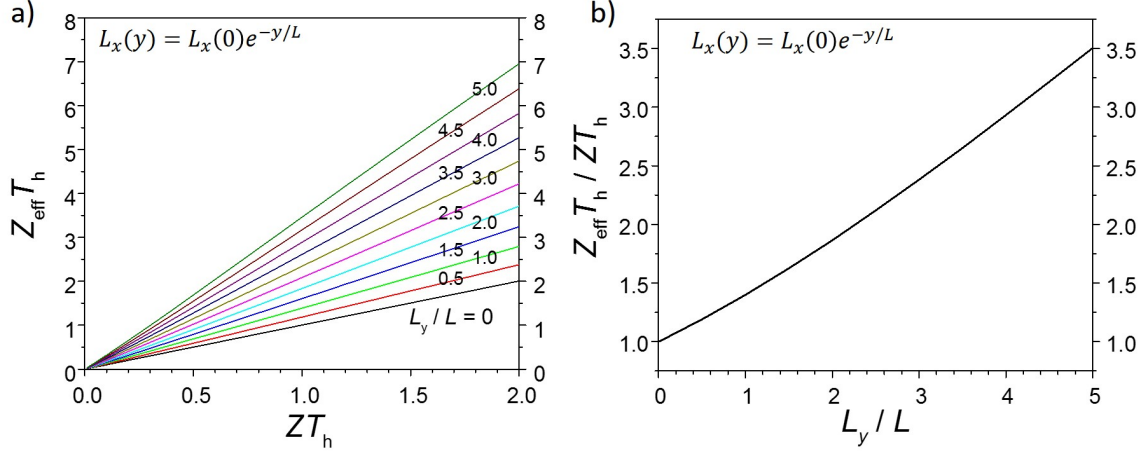 a)
L_x(y) = L_x(0)e^{-y/L}
8 8
7 7
6 6
5 5
4 4
3 3
2 2
1 1
0 0
Z_eff T_h
5.0
4.5
4.0
3.5
3.0
2.5
2.0
1.5
1.0
0.5
L_y / L = 0
0.0 0.5 1.0 1.5 2.0
ZT_h
b)
L_x(y) = L_x(0)e^{-y/L}
3.5 3.5
3.0 3.0
2.5 2.5
2.0 2.0
1.5 1.5
1.0 1.0
Z_eff T_h / ZT_h
0 1 2 3 4 5
L_y / L